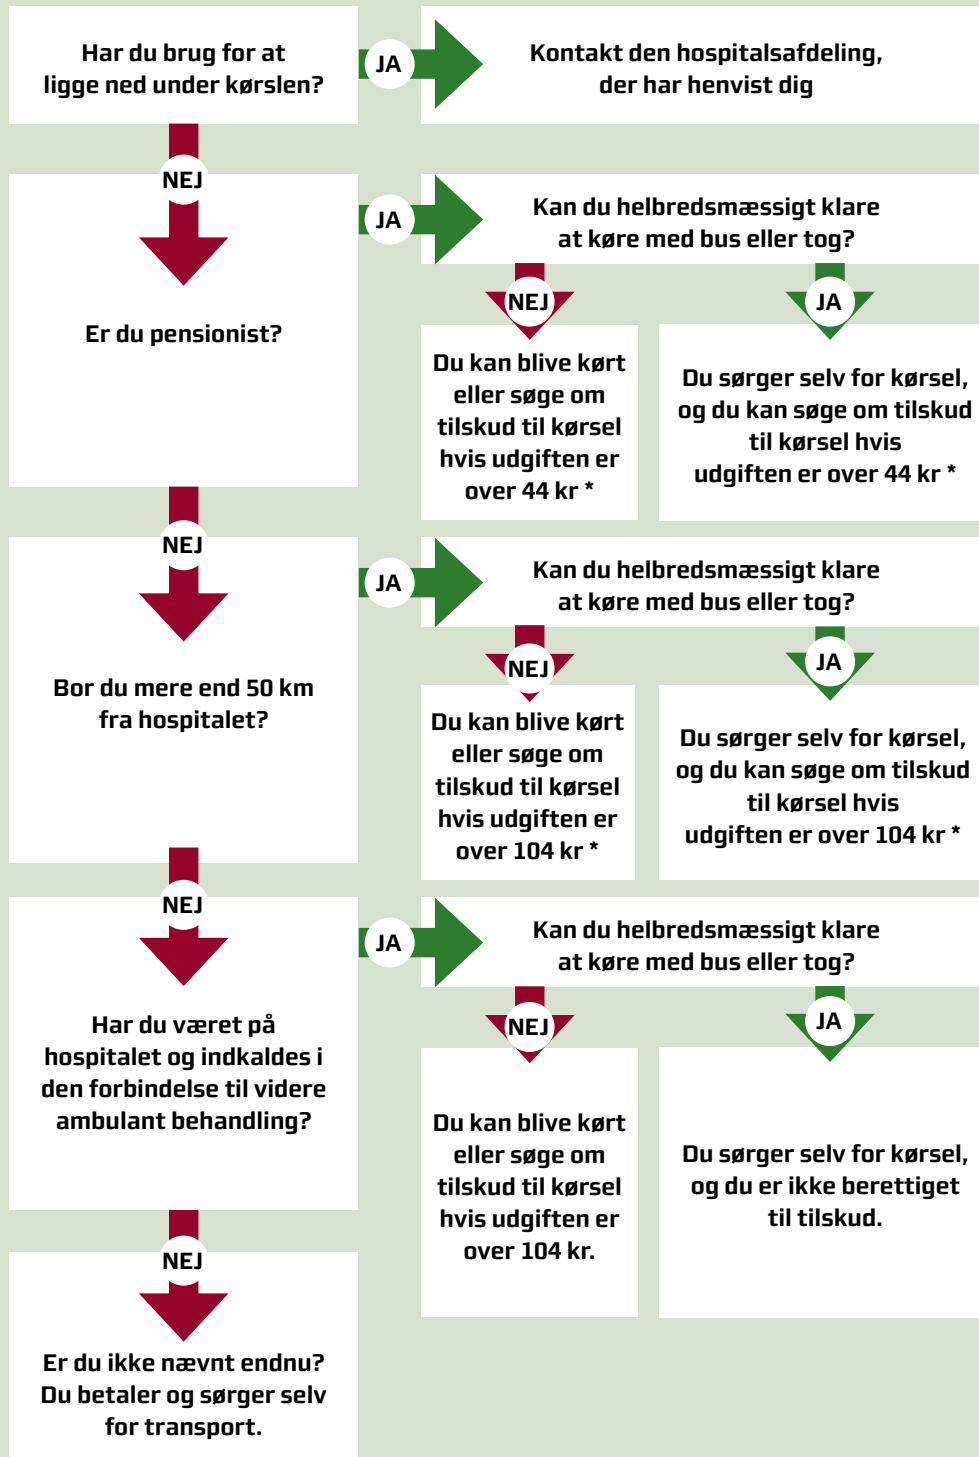 Har du brug for at
ligge ned under kørslen?
JA
Kontakt den hospitalsafdeling,
der har henvist dig
NEJ
Er du pensionist?
JA
Kan du helbredsmæssigt klare
at køre med bus eller tog?
NEJ
Du kan blive kørt
eller søge om
tilskud til kørsel
hvis udgiften er
over 44 kr *
JA
Du sørger selv for kørsel,
og du kan søge om tilskud
til kørsel hvis
udgiften er over 44 kr *
NEJ
Bor du mere end 50 km
fra hospitalet?
JA
Kan du helbredsmæssigt klare
at køre med bus eller tog?
NEJ
Du kan blive kørt
eller søge om
tilskud til kørsel
hvis udgiften er
over 104 kr *
JA
Du sørger selv for kørsel,
og du kan søge om tilskud
til kørsel hvis
udgiften er over 104 kr *
NEJ
Har du været på
hospitalet og indkaldes i
den forbindelse til videre
ambulant behandling?
JA
Kan du helbredsmæssigt klare
at køre med bus eller tog?
NEJ
Du kan blive kørt
eller søge om
tilskud til kørsel
hvis udgiften er
over 104 kr.
JA
Du sørger selv for kørsel,
og du er ikke berettiget
til tilskud.
NEJ
Er du ikke nævnt endnu?
Du betaler og sørger selv
for transport.